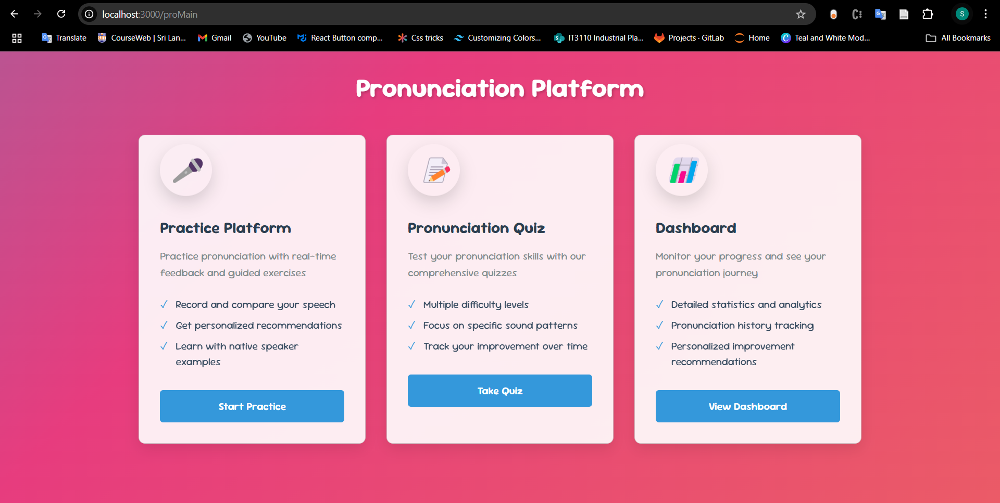 localhost:3000/proMain
S
Translate
CourseWeb | Sri Lan...
Gmail
YouTube
React Button comp...
Css tricks
Customizing Colors...
IT3110 Industrial Pla...
Projects · GitLab
Home
Teal and White Mod...
All Bookmarks
Pronunciation Platform
Practice Platform
Practice pronunciation with real-time
feedback and guided exercises
✓ Record and compare your speech
✓ Get personalized recommendations
✓ Learn with native speaker
examples
Start Practice
Pronunciation Quiz
Test your pronunciation skills with our
comprehensive quizzes
✓ Multiple difficulty levels
✓ Focus on specific sound patterns
✓ Track your improvement over time
Take Quiz
Dashboard
Monitor your progress and see your
pronunciation journey
✓ Detailed statistics and analytics
✓ Pronunciation history tracking
✓ Personalized improvement
recommendations
View Dashboard